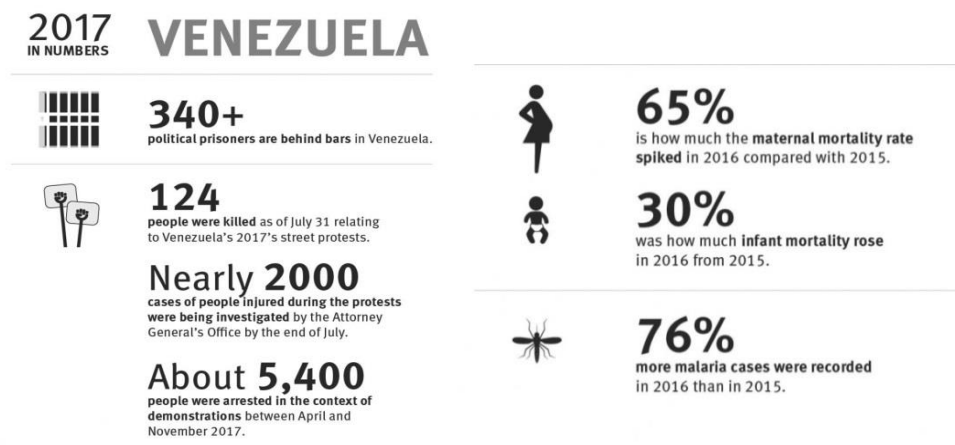 2017
IN NUMBERS
VENEZUELA
340+
political prisoners are behind bars in Venezuela.
124
people were killed as of July 31 relating
to Venezuela's 2017's street protests.
Nearly 2000
cases of people injured during the protests
were being investigated by the Attorney
General's Office by the end of July.
About 5,400
people were arrested in the context of
demonstrations between April and
November 2017.
65%
is how much the maternal mortality rate
spiked in 2016 compared with 2015.
30%
was how much infant mortality rose
in 2016 from 2015.
76%
more malaria cases were recorded
in 2016 than in 2015.